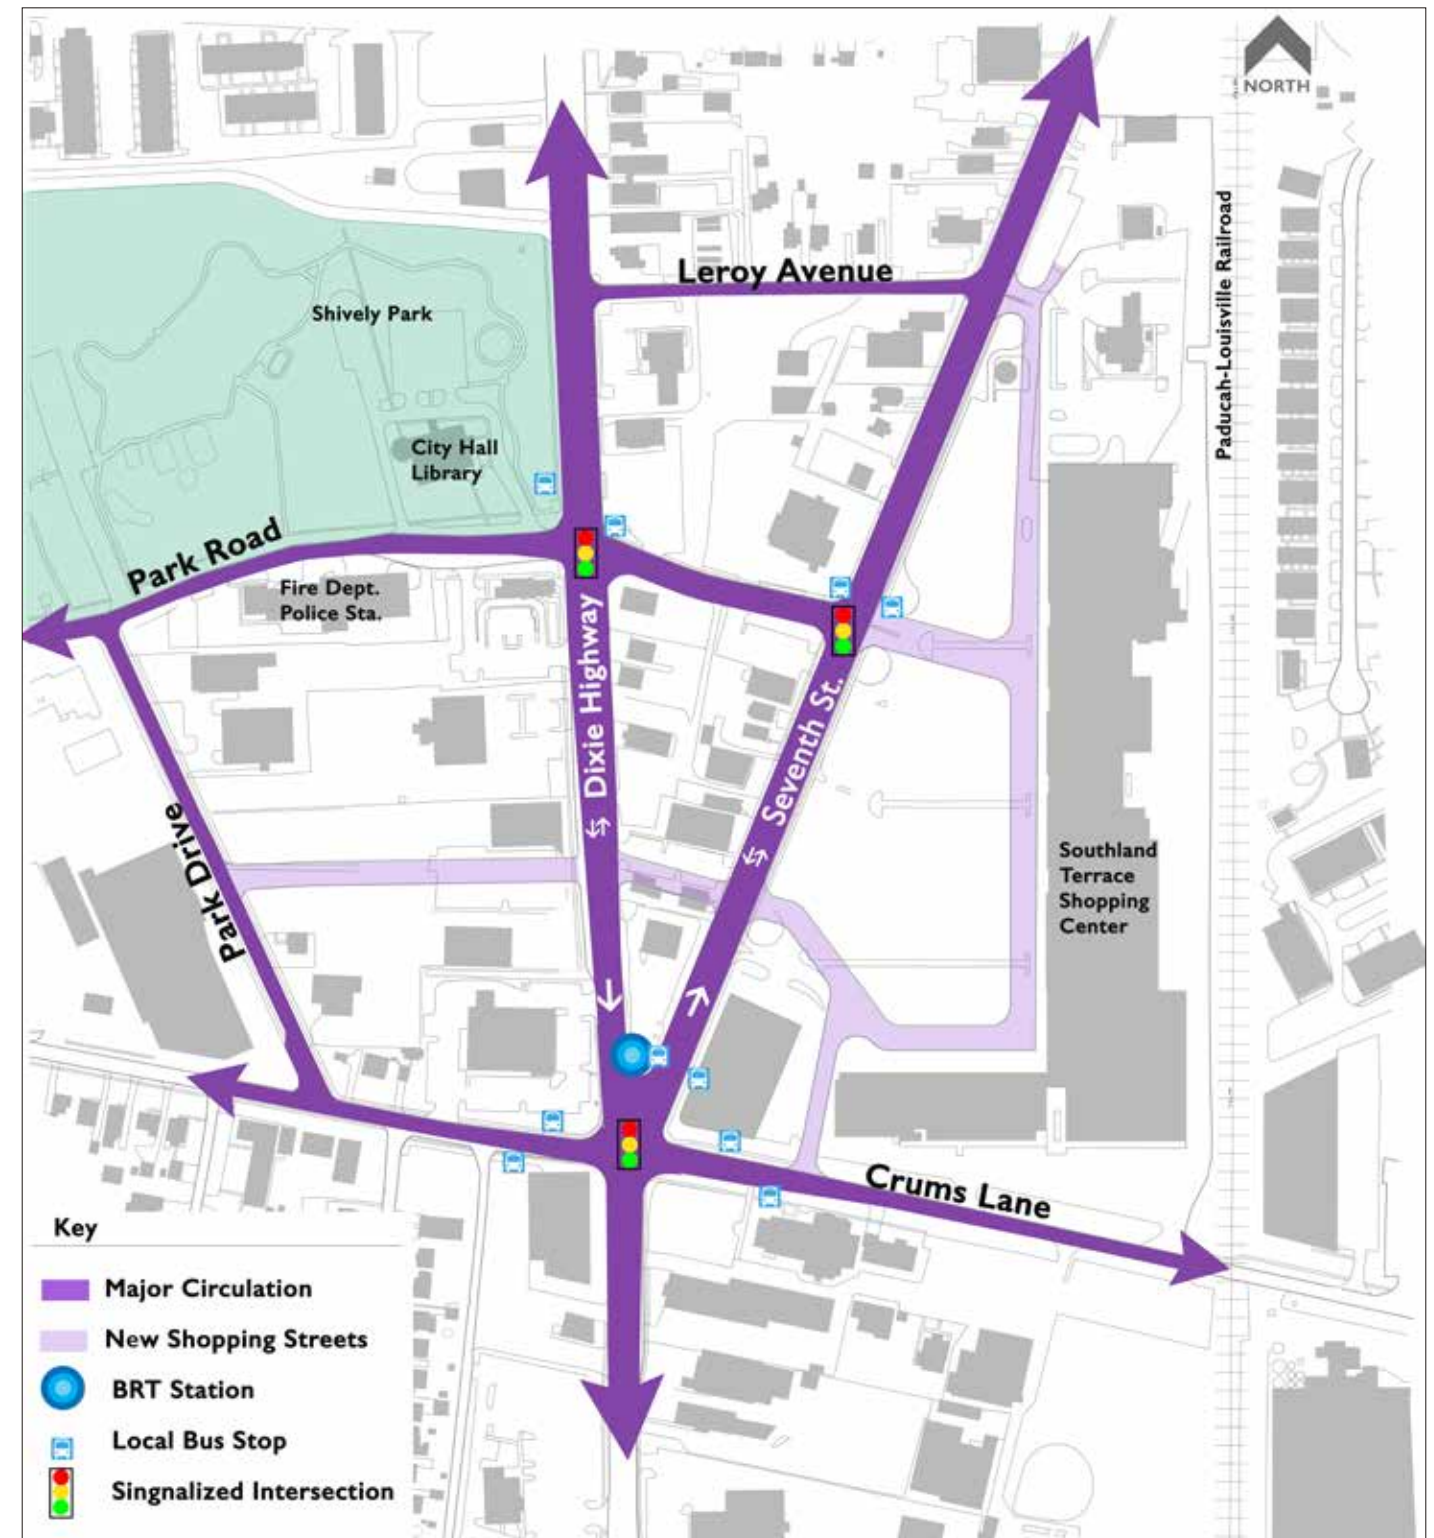 NORTH
Paducah-Louisville Railroad
Leroy Avenue
Shively Park
City Hall
Library
Park Road
Fire Dept.
Police Sta.
Dixie Highway
Seventh St.
Park Drive
Southland
Terrace
Shopping
Center
Crums Lane
Key
Major Circulation
New Shopping Streets
BRT Station
Local Bus Stop
Singnalized Intersection